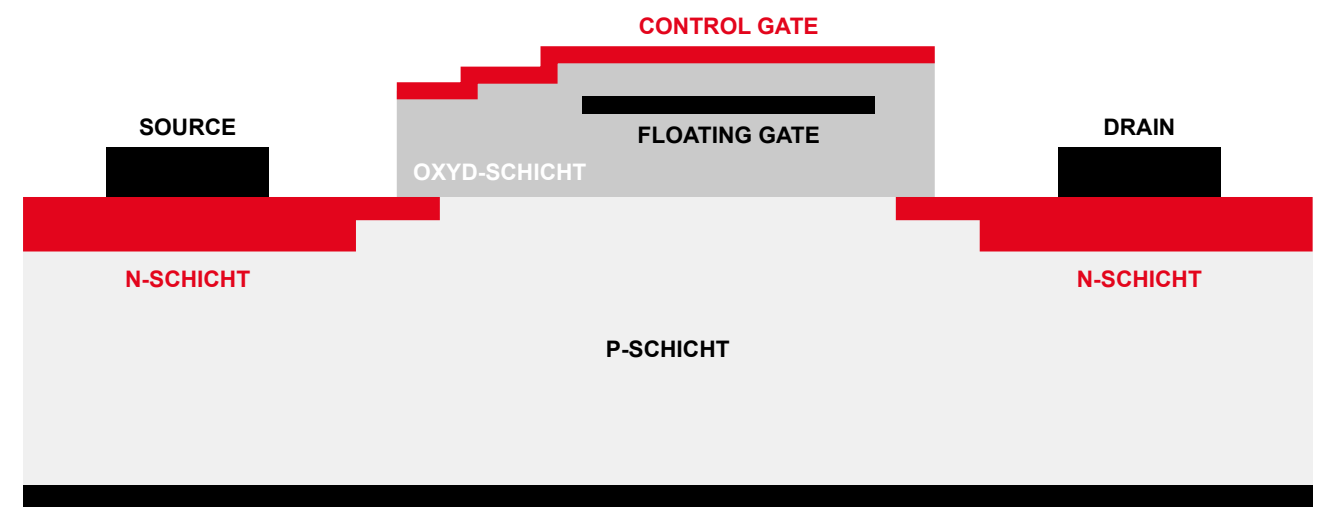 CONTROL GATE
SOURCE
FLOATING GATE
DRAIN
OXYD-SCHICHT
N-SCHICHT
N-SCHICHT
P-SCHICHT